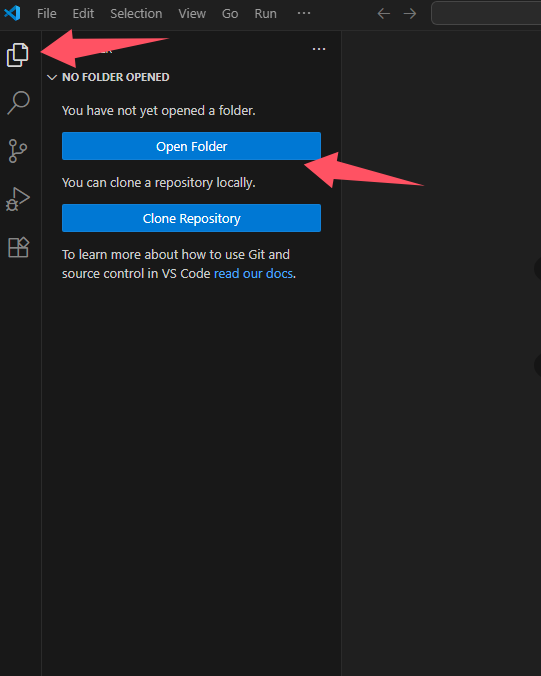 File Edit Selection View Go Run ...
...
NO FOLDER OPENED
You have not yet opened a folder.
Open Folder
You can clone a repository locally.
Clone Repository
To learn more about how to use Git and
source control in VS Code read our docs.